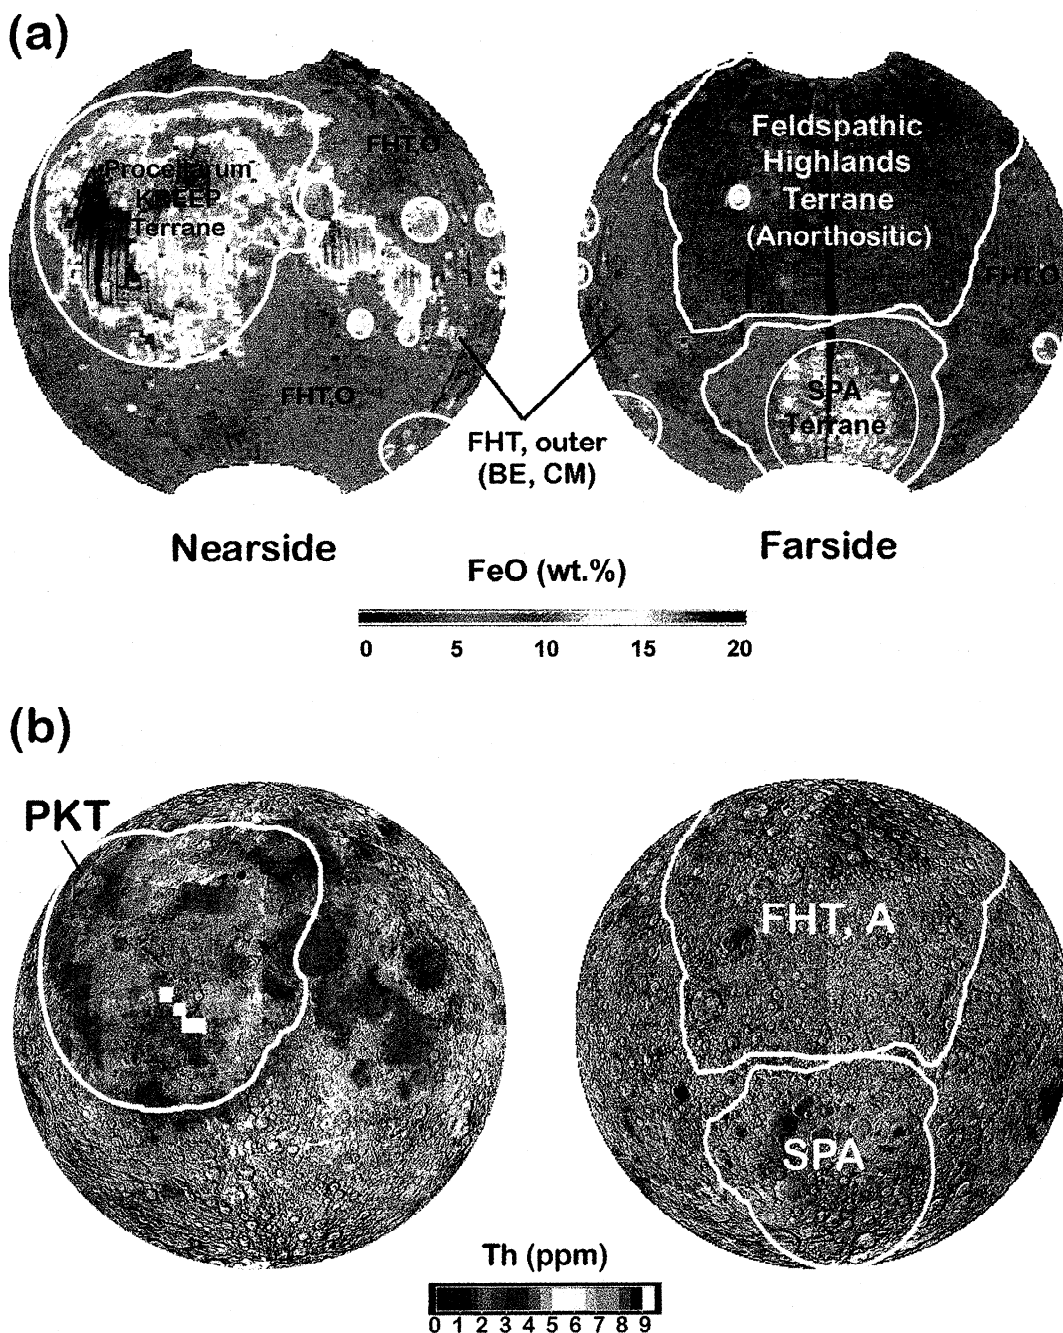 (a)
Procellarum
KREEP
Terrane
FHT,O
FHT,O
Feldspathic
Highlands
Terrane
(Anorthositic)
FHT,O
SPA
Terrane
FHT, outer
(BE, CM)
Nearside
Farside
FeO (wt.%)
0 5 10 15 20
(b)
PKT
FHT, A
SPA
Th (ppm)
0 1 2 3 4 5 6 7 8 9